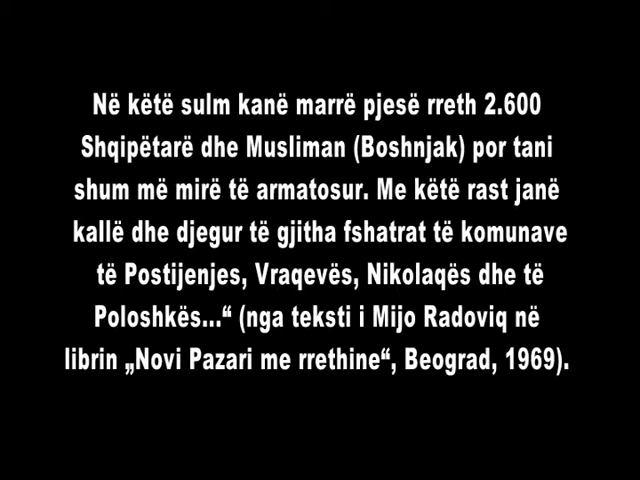 Në këtë sulm kanë marrë pjesë rreth 2.600
Shqipëtarë dhe Musliman (Boshnjak) por tani
shum më mirë të armatosur. Me këtë rast janë
kallë dhe djegur të gjitha fshatrat të komunave
të Postijenjes, Vraqevës, Nikolaqës dhe të
Poloshkës...“ (nga teksti i Mijo Radoviq në
librin „Novi Pazari me rrethine“, Beograd, 1969).